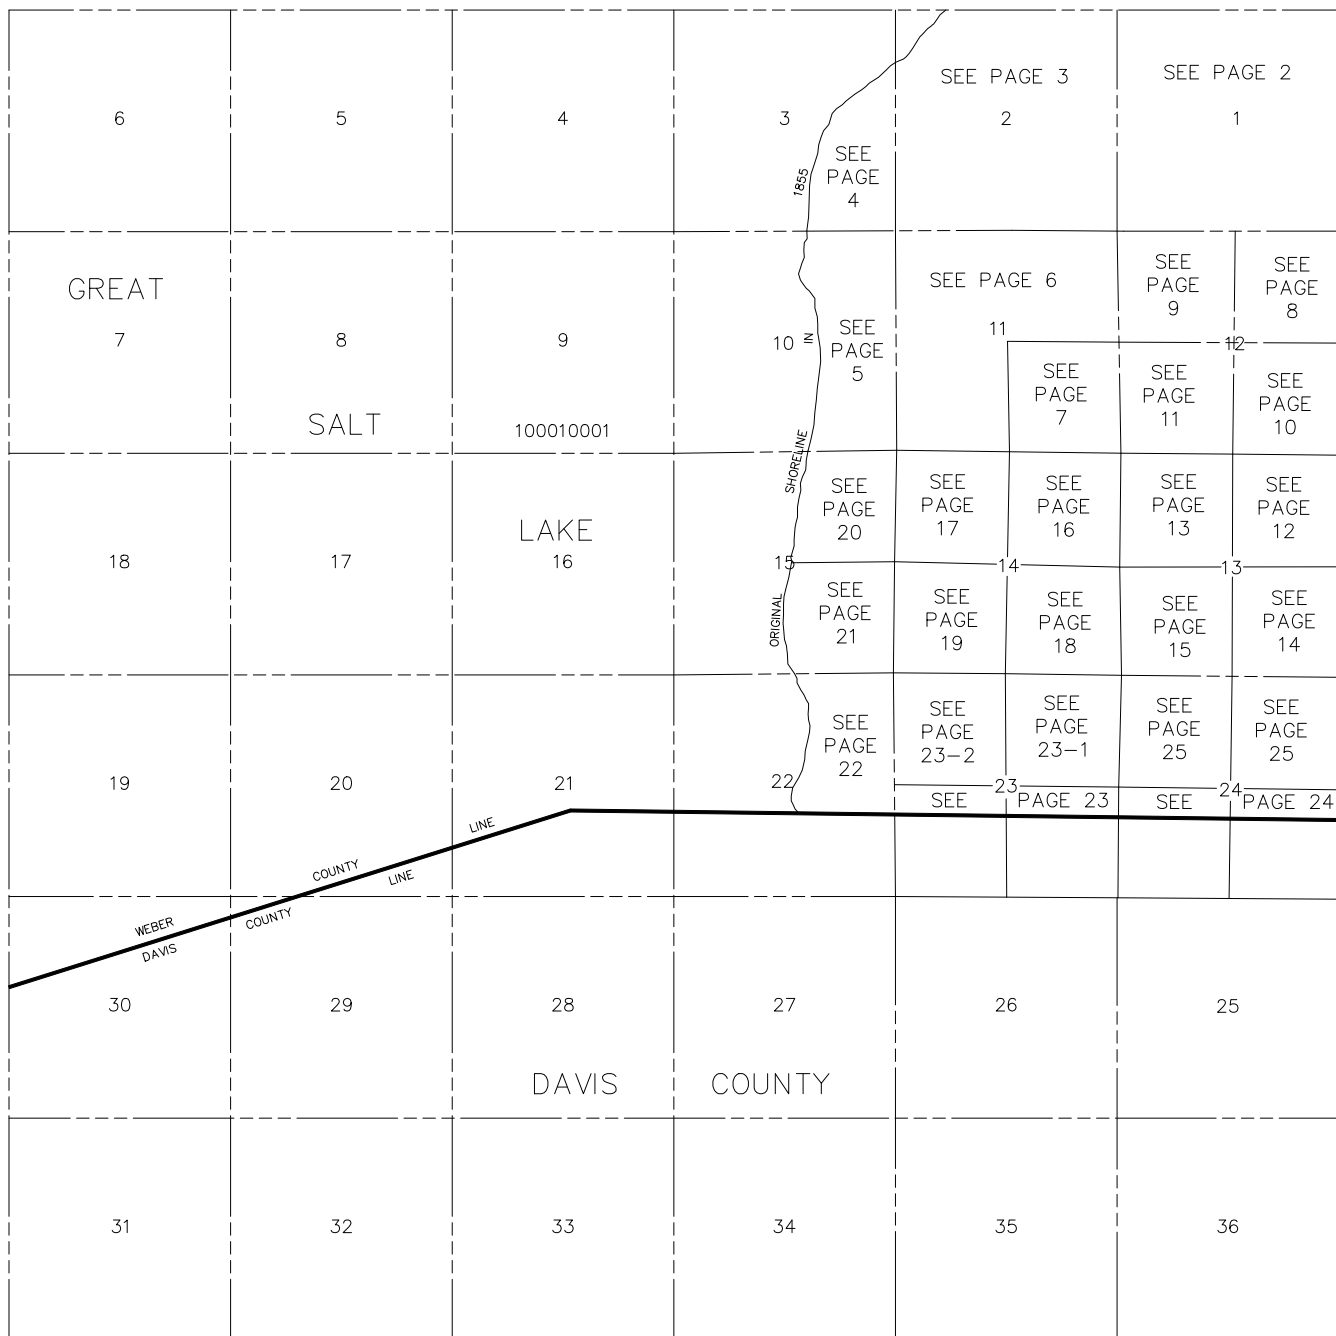 SEE PAGE 3
SEE PAGE 2
6
5
4
3
2
1
SEE
PAGE
4
1855
GREAT
7
8
9
10
IN
SEE
PAGE
5
SEE PAGE 6
11
SEE
PAGE
9
SEE
PAGE
8
12
SEE
PAGE
7
SEE
PAGE
11
SEE
PAGE
10
SALT
100010001
SHORELINE
LAKE
18
17
16
15
SEE
PAGE
20
SEE
PAGE
17
SEE
PAGE
16
SEE
PAGE
13
SEE
PAGE
12
14
13
ORIGINAL
SEE
PAGE
21
SEE
PAGE
19
SEE
PAGE
18
SEE
PAGE
15
SEE
PAGE
14
19
20
21
22
SEE
PAGE
22
SEE
PAGE
23-2
SEE
PAGE
23-1
SEE
PAGE
25
SEE
PAGE
25
23
24
SEE PAGE 23
SEE PAGE 24
WEBER COUNTY LINE
DAVIS COUNTY LINE
30
29
28
27
26
25
DAVIS COUNTY
31
32
33
34
35
36